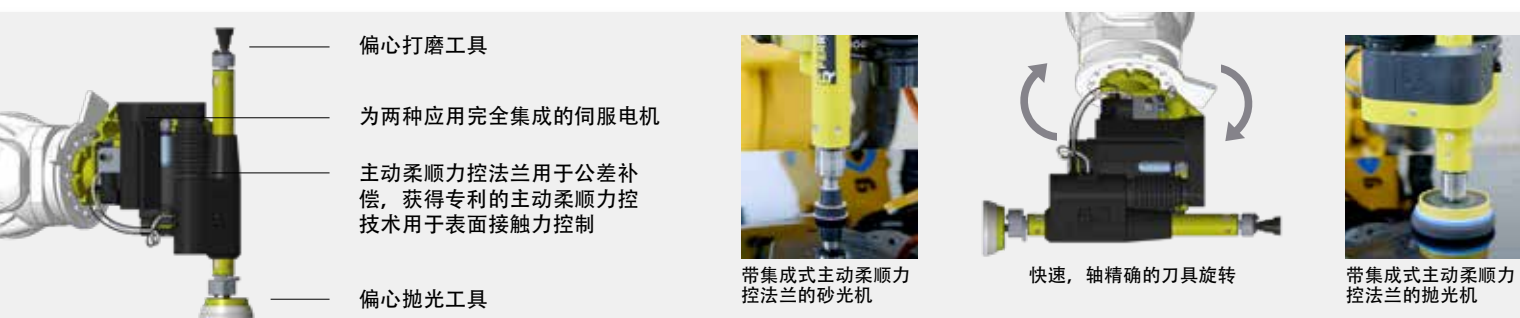 偏心打磨工具
为两种应用完全集成的伺服电机
主动柔顺力控法兰用于公差补
偿，获得专利的主动柔顺力控
技术用于表面接触力控制
偏心抛光工具
带集成式主动柔顺力
控法兰的砂光机
快速，轴精确的刀具旋转
带集成式主动柔顺力
控法兰的抛光机